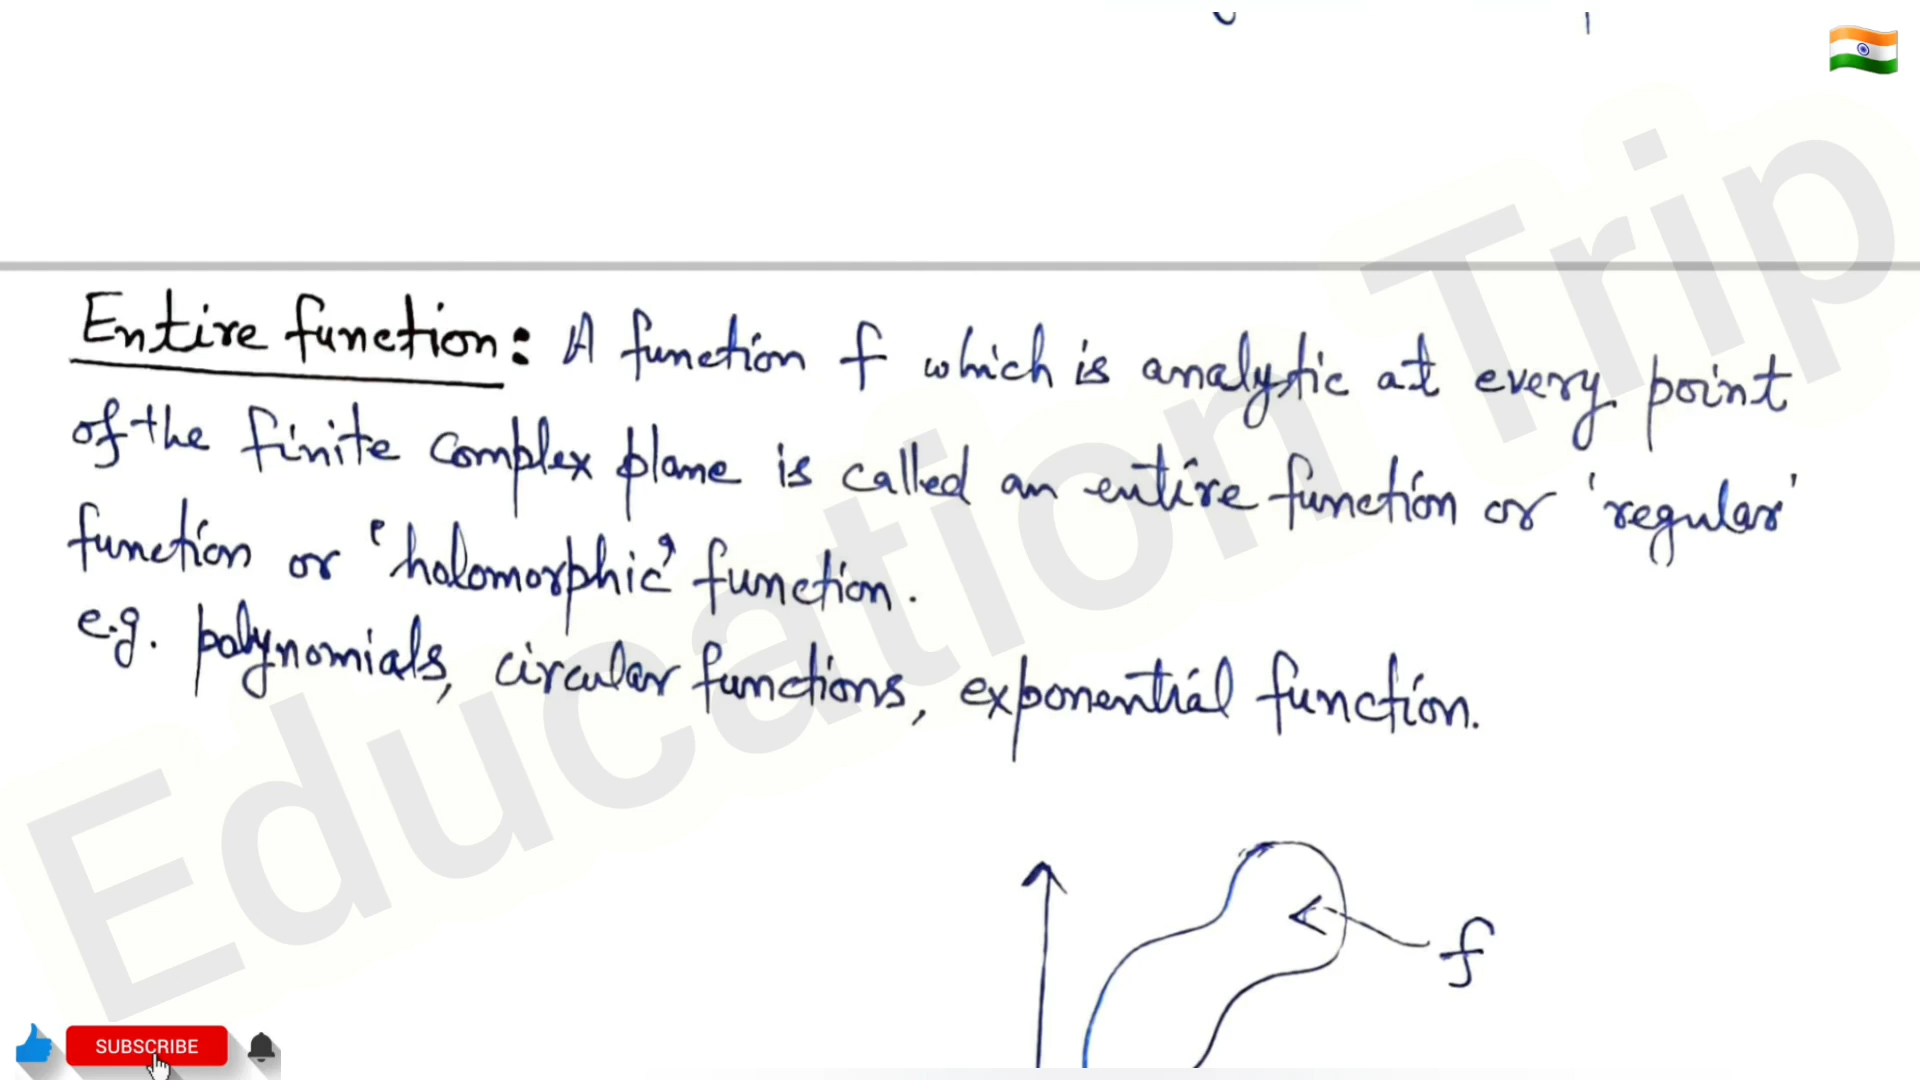 Entire function: A function f which is analytic at every point
of the finite complex plane is called an entire function or 'regular'
function or 'holomorphic' function.
e.g. polynomials, circular functions, exponential function.
f
Education Trip
SUBSCRIBE